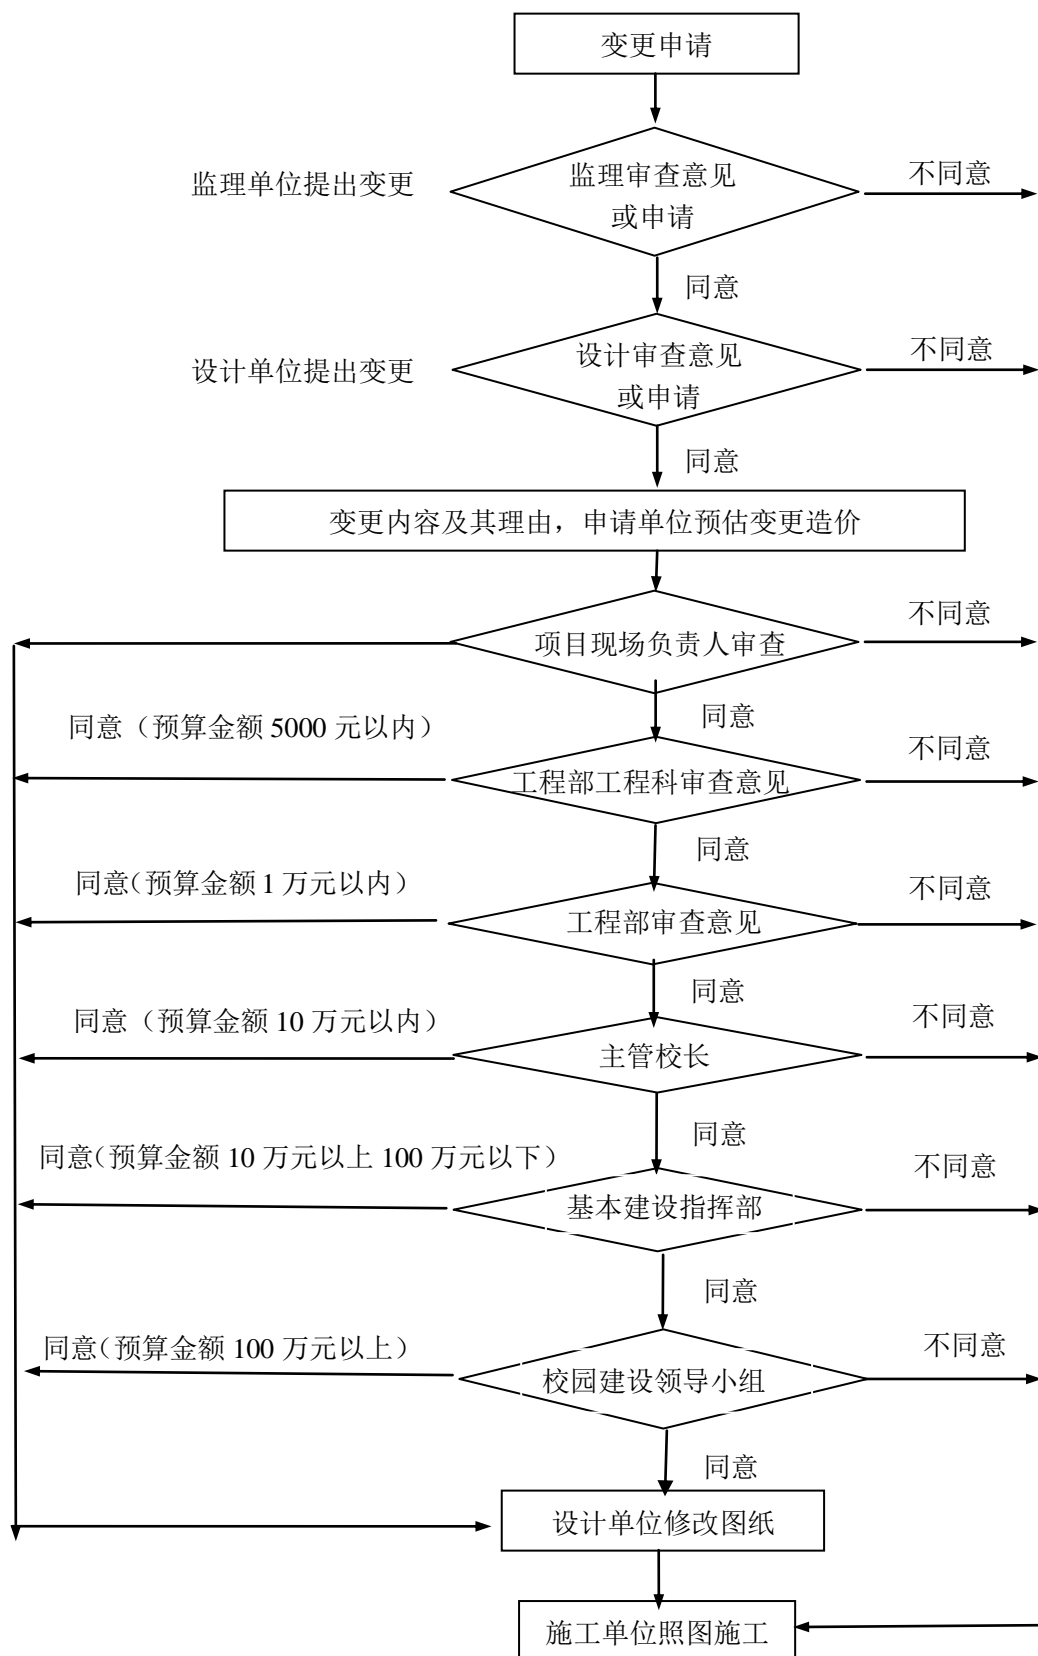 变更申请
监理单位提出变更
监理审查意见
或申请
不同意
同意
设计单位提出变更
设计审查意见
或申请
不同意
同意
变更内容及其理由，申请单位预估变更造价
项目现场负责人审查
不同意
同意
同意（预算金额 5000 元以内）
工程部工程科审查意见
不同意
同意
同意（预算金额 1 万元以内）
工程部审查意见
不同意
同意
同意（预算金额 10 万元以内）
主管校长
不同意
同意
同意（预算金额 10 万元以上 100 万元以下）
基本建设指挥部
不同意
同意
同意（预算金额 100 万元以上）
校园建设领导小组
不同意
同意
设计单位修改图纸
施工单位照图施工